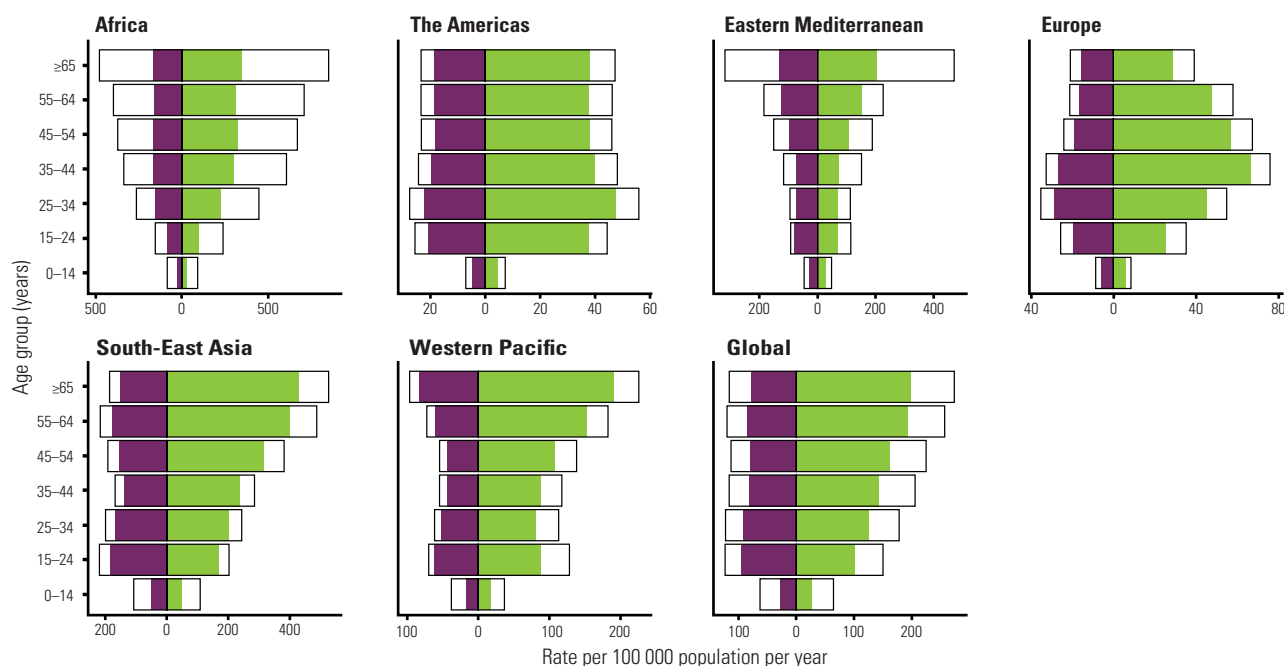 Africa
The Americas
Eastern Mediterranean
Europe
Age group (years)
≥65
55–64
45–54
35–44
25–34
15–24
0–14
500 0 500
20 0 20 40 60
200 0 200 400
40 0 40 80
South-East Asia
Western Pacific
Global
≥65
55–64
45–54
35–44
25–34
15–24
0–14
200 0 200 400
100 0 100 200
100 0 100 200
Rate per 100 000 population per year